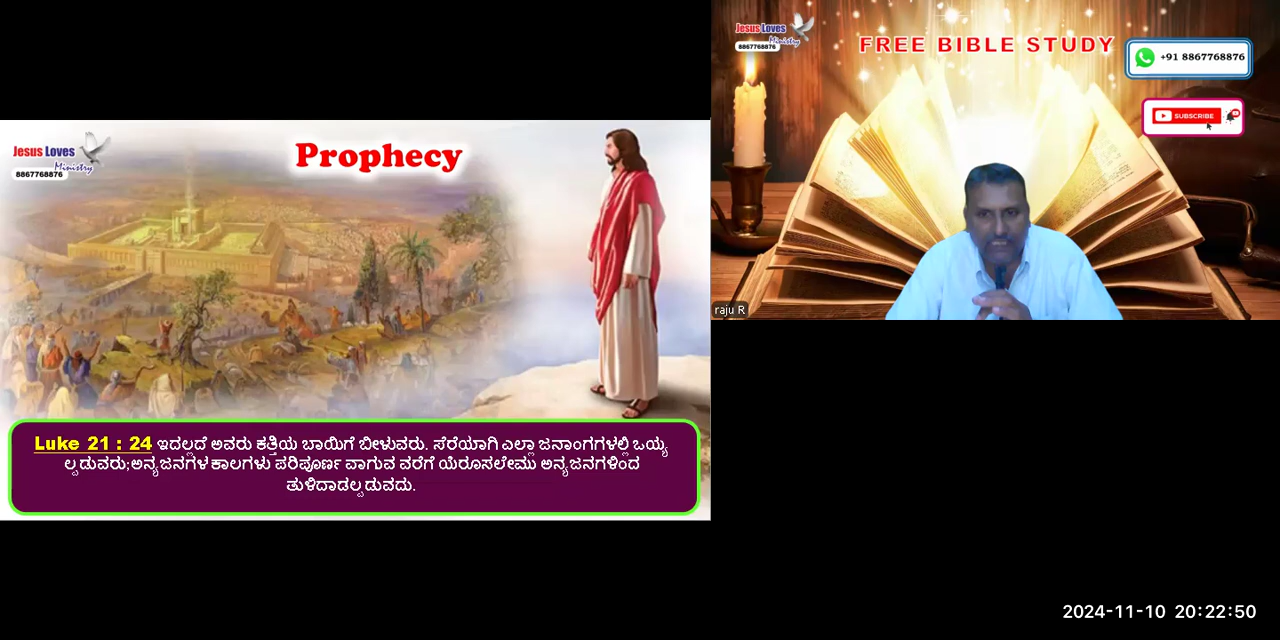 Jesus Loves
Ministry
8867768876
Prophecy
Luke 21 : 24 ಇದಲ್ಲದೆ ಅವರು ಕತ್ತಿಯ ಬಾಯಿಗೆ ಬೀಳುವರು. ಸೆರೆಯಾಗಿ ಎಲ್ಲಾ ಜನಾಂಗಗಳಲ್ಲಿ ಒಯ್ಯ
ಲ್ಪಡುವರು;ಅನ್ಯಜನಗಳ ಕಾಲಗಳು ಪರಿಪೂರ್ಣ ವಾಗುವ ವರೆಗೆ ಯೆರೂಸಲೇಮು ಅನ್ಯಜನಗಳಿಂದ
ತುಳಿದಾಡಲ್ಪಡುವದು.
Jesus Loves
Ministry
8867768876
FREE BIBLE STUDY
+91 8867768876
SUBSCRIBE
raju R
2024-11-10 20:22:50